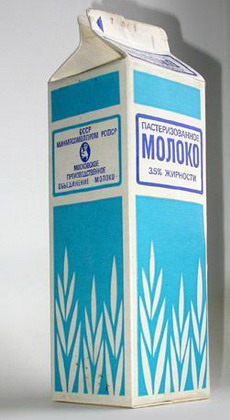 СССР
МИНМЯСОМОЛПРОМ РСФСР
МОСКОВСКОЕ
ПРОИЗВОДСТВЕННОЕ
ОБЪЕДИНЕНИЕ "МОЛОКО"
ПАСТЕРИЗОВАННОЕ
МОЛОКО
3.5% ЖИРНОСТИ